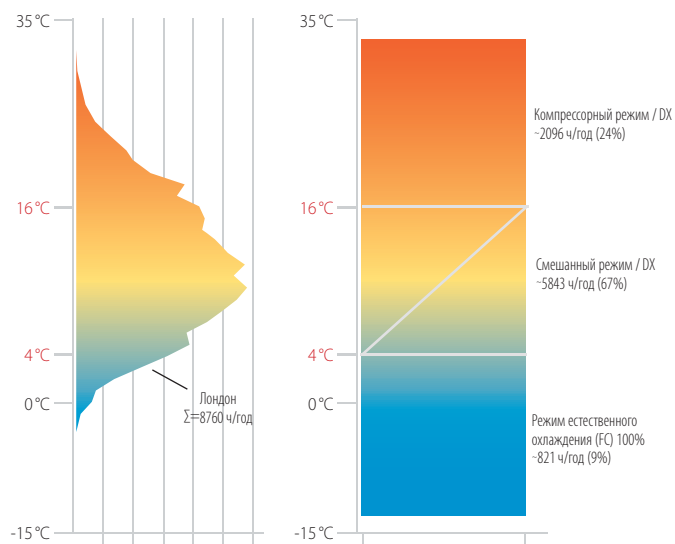 35 °C
16 °C
4 °C
0 °C
-15 °C
Лондон
∑=8760 ч/год
35 °C
16 °C
4 °C
0 °C
-15 °C
Компрессорный режим / DX
~2096 ч/год (24%)
Смешанный режим / DX
~5843 ч/год (67%)
Режим естественного
охлаждения (FC) 100%
~821 ч/год (9%)